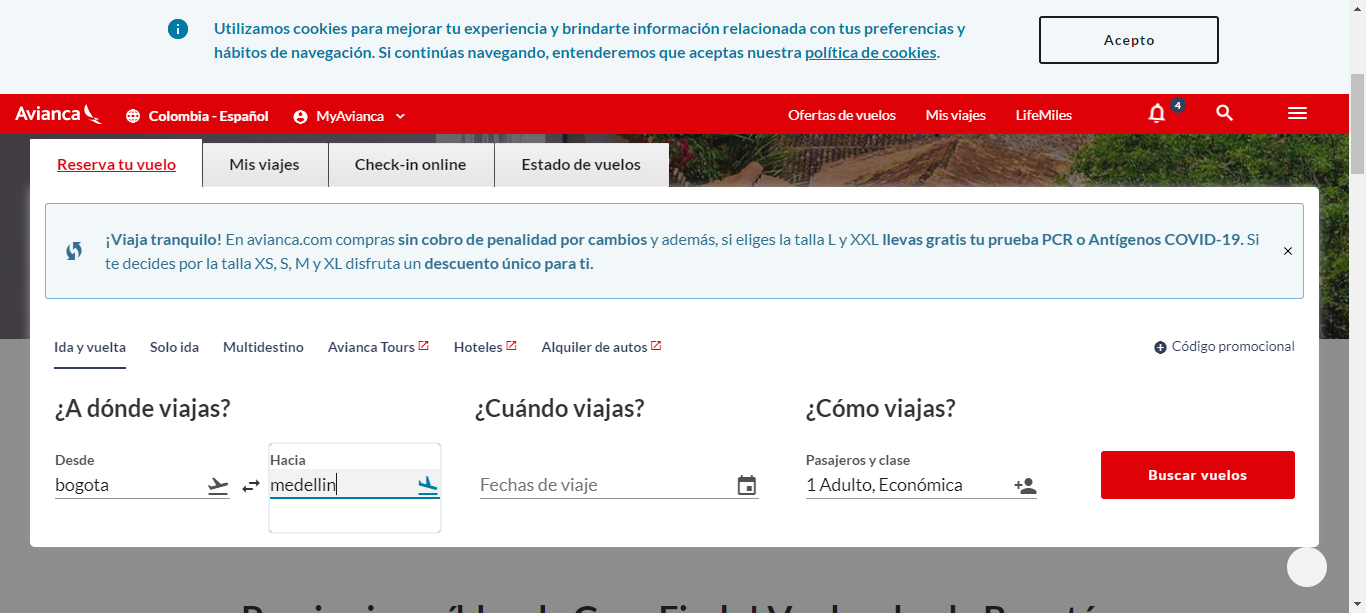 Utilizamos cookies para mejorar tu experiencia y brindarte información relacionada con tus preferencias y
hábitos de navegación. Si continúas navegando, entenderemos que aceptas nuestra política de cookies.
Acepto
Avianca
Colombia - Español
MyAvianca
Ofertas de vuelos
Mis viajes
LifeMiles
4
Reserva tu vuelo
Mis viajes
Check-in online
Estado de vuelos
¡Viaja tranquilo! En avianca.com compras sin cobro de penalidad por cambios y además, si eliges la talla L y XXL llevas gratis tu prueba PCR o Antígenos COVID-19. Si
te decides por la talla XS, S, M y XL disfruta un descuento único para ti.
Ida y vuelta
Solo ida
Multidestino
Avianca Tours
Hoteles
Alquiler de autos
Código promocional
¿A dónde viajas?
¿Cuándo viajas?
¿Cómo viajas?
Desde
bogota
Hacia
medellin
Fechas de viaje
Pasajeros y clase
1 Adulto, Económica
Buscar vuelos